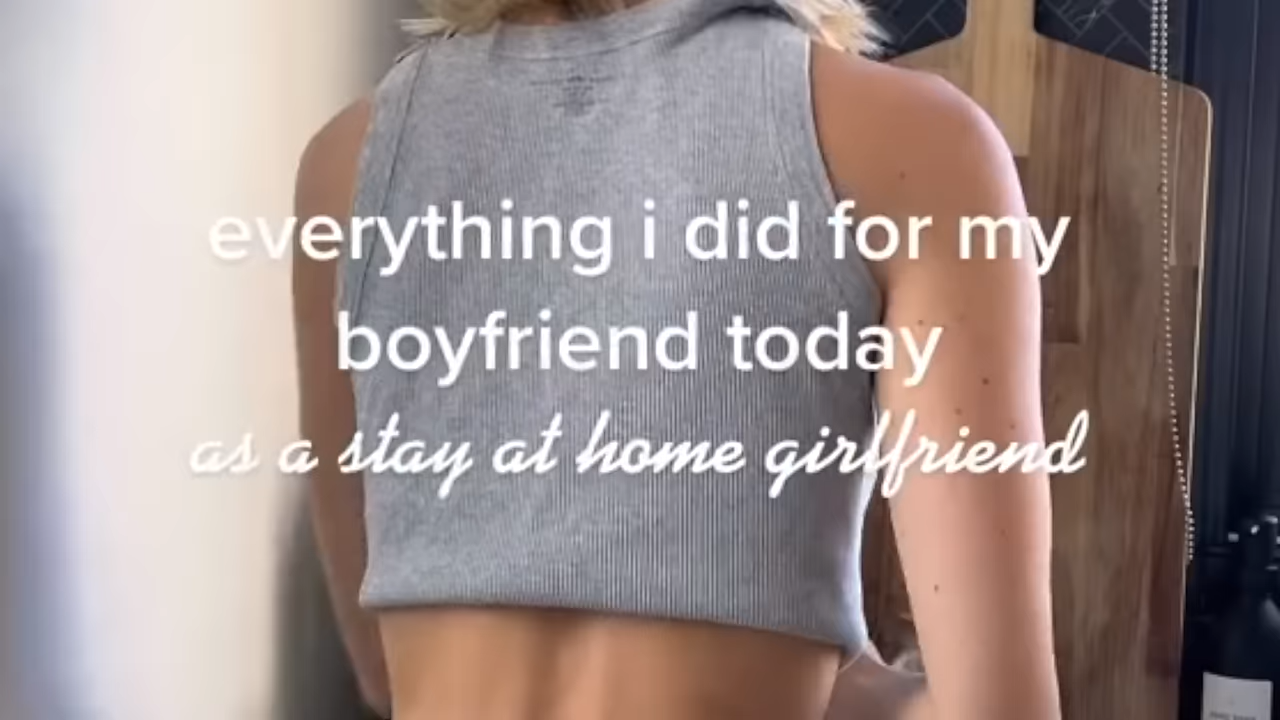 everything i did for my
boyfriend today
as a stay at home girlfriend